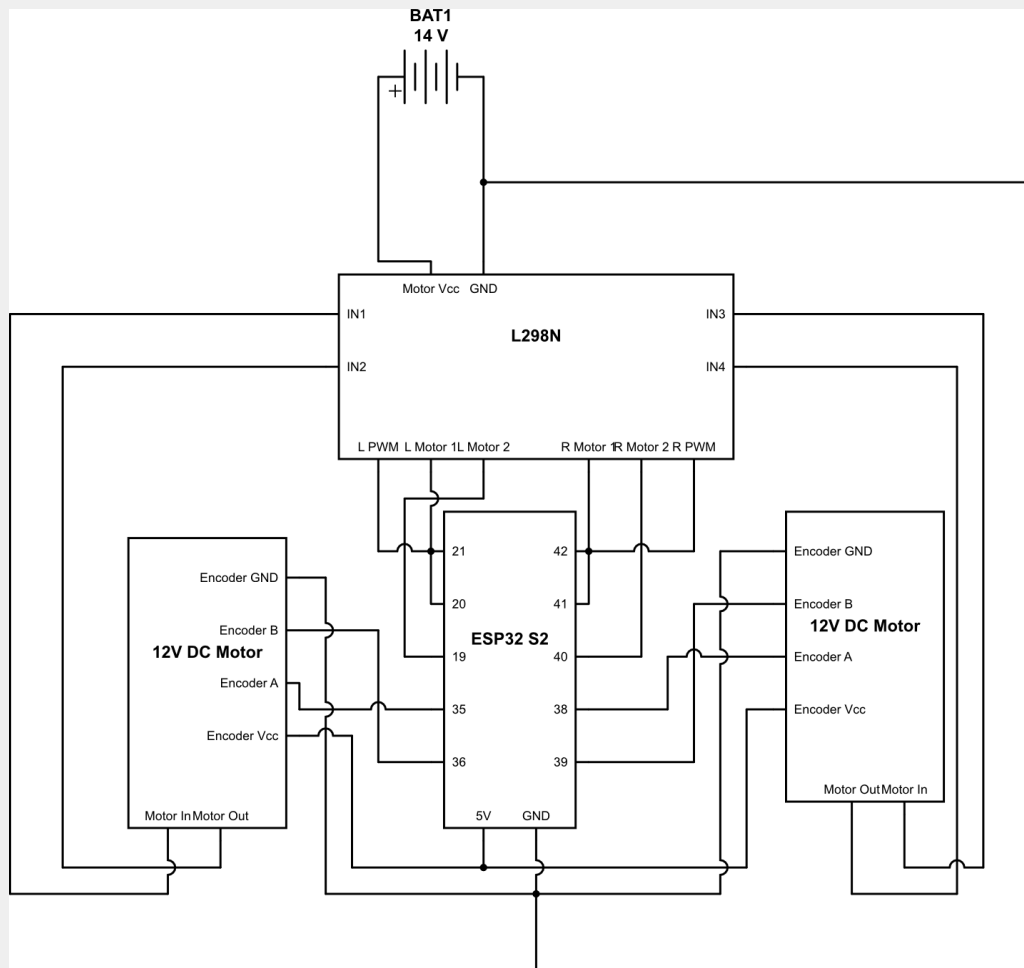 BAT1
14 V
+
Motor Vcc GND
IN1
IN3
L298N
IN2
IN4
L PWM L Motor 1 L Motor 2 R Motor 1 R Motor 2 R PWM
21
42
Encoder GND
Encoder GND
20
41
Encoder B
12V DC Motor
Encoder B
ESP32 S2
12V DC Motor
19
40
Encoder A
Encoder A
35
38
Encoder Vcc
Encoder Vcc
36
39
Motor Out Motor In
Motor In Motor Out
5V GND